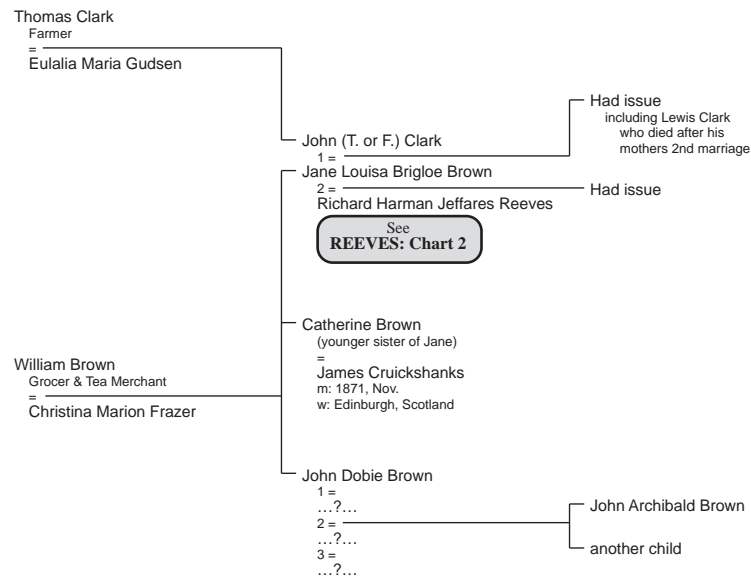 Thomas Clark
Farmer
=
Eulalia Maria Gudsen
Had issue
including Lewis Clark
who died after his
mothers 2nd marriage
John (T. or F.) Clark
1 =
Jane Louisa Brigloe Brown
2 =
Had issue
Richard Harman Jeffares Reeves
See
REEVES: Chart 2
Catherine Brown
(younger sister of Jane)
=
James Cruickshanks
m: 1871, Nov.
w: Edinburgh, Scotland
William Brown
Grocer & Tea Merchant
=
Christina Marion Frazer
John Dobie Brown
1 =
...?...
2 =
...?...
3 =
...?...
John Archibald Brown
another child